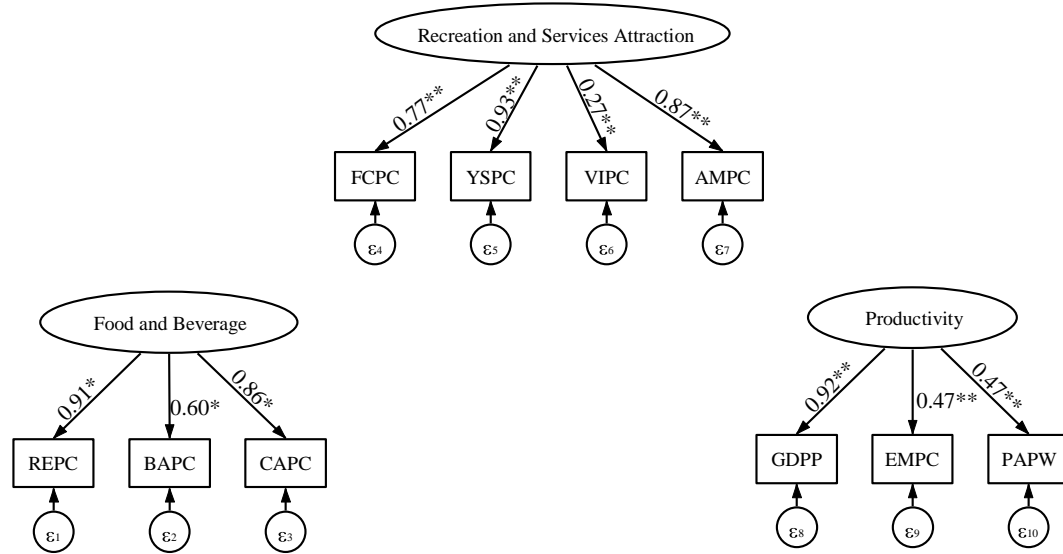 Recreation and Services Attraction
0.77**
0.93**
0.27**
0.87**
FCPC
YSPC
VIPC
AMPC
ε4
ε5
ε6
ε7
Food and Beverage
Productivity
0.91*
0.60*
0.86*
0.92**
0.47**
0.47**
REPC
BAPC
CAPC
GDPP
EMPC
PAPW
ε1
ε2
ε3
ε8
ε9
ε10